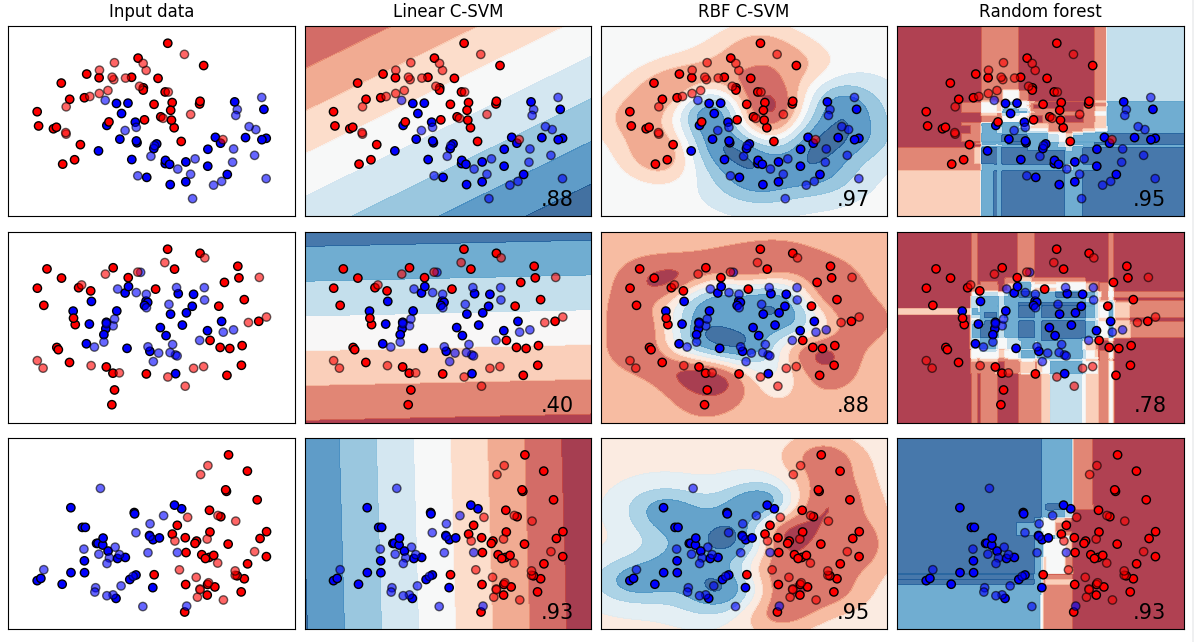 Input data
Linear C-SVM
RBF C-SVM
Random forest
.88
.97
.95
.40
.88
.78
.93
.95
.93